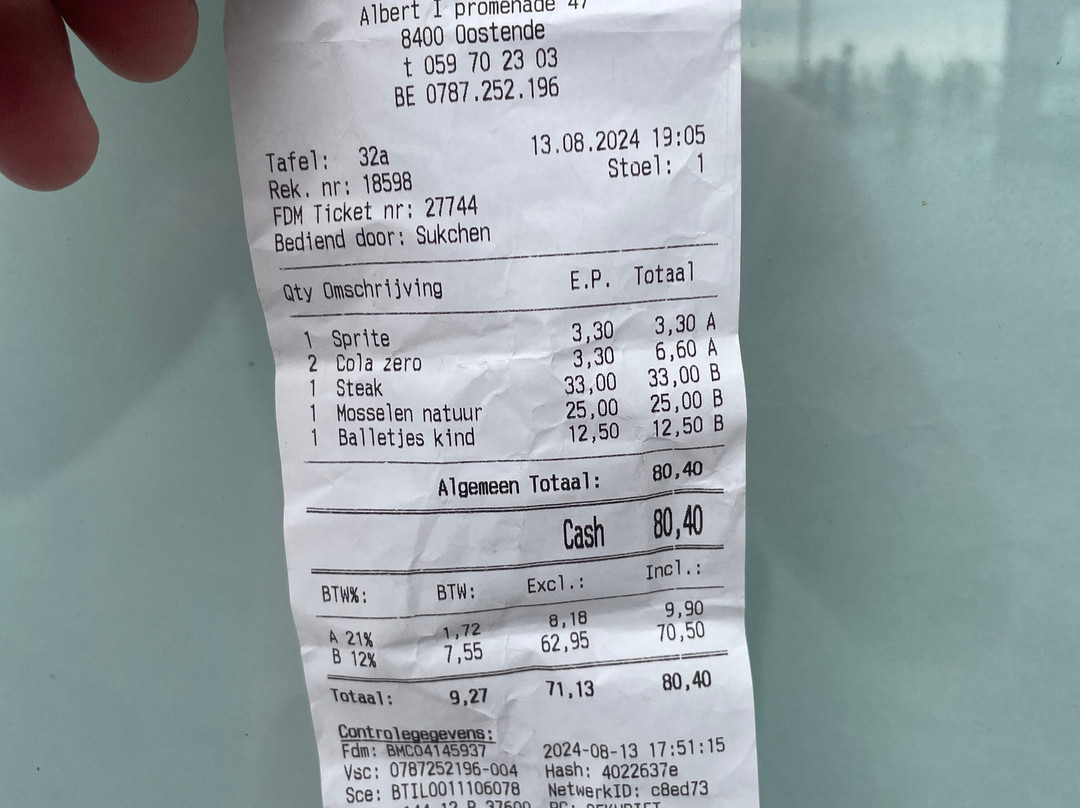 Albert I promenade 47
8400 Oostende
t 059 70 23 03
BE 0787.252.196
13.08.2024 19:05
Tafel: 32a
Stoel: 1
Rek. nr: 18598
FDM Ticket nr: 27744
Bediend door: Sukchen
Qty Omschrijving E.P. Totaal
1 Sprite 3,30 3,30 A
2 Cola zero 3,30 6,60 A
1 Steak 33,00 33,00 B
1 Mosselen natuur 25,00 25,00 B
1 Balletjes kind 12,50 12,50 B
Algemeen Totaal: 80,40
Cash 80,40
BTW%: BTW: Excl.: Incl.:
A 21% 1,72 8,18 9,90
B 12% 7,55 62,95 70,50
Totaal: 9,27 71,13 80,40
Controlegegevens:
Fdm: BMC04145937 2024-08-13 17:51:15
Vsc: 0787252196-004 Hash: 4022637e
Sce: BTIL0011106078 NetwerkID: c8ed73